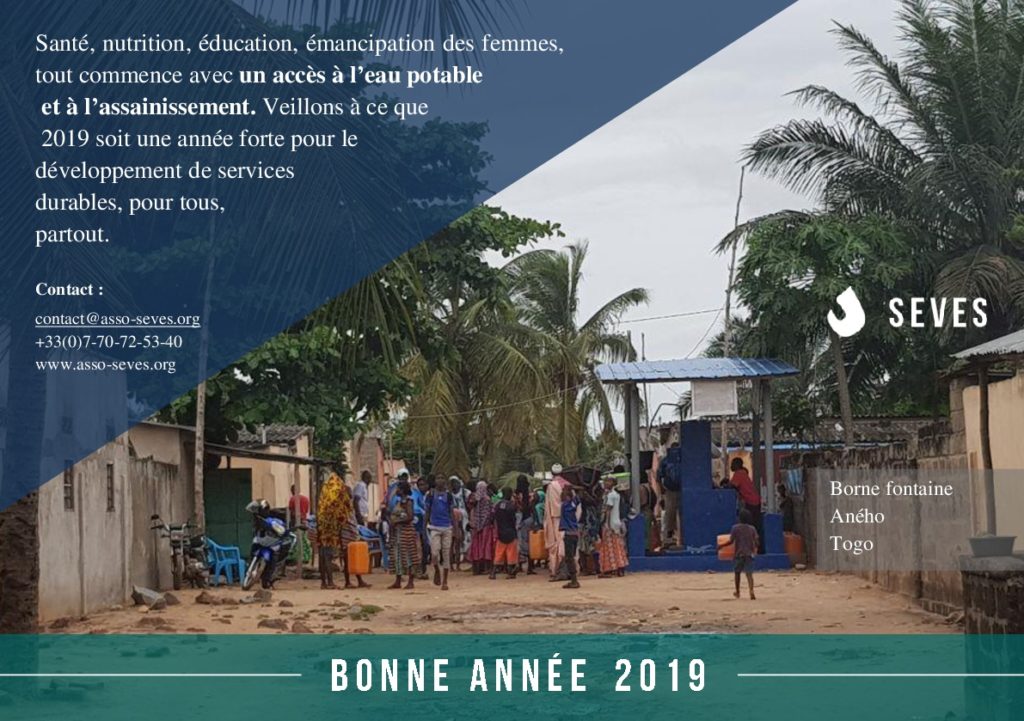 Santé, nutrition, éducation, émancipation des femmes,
tout commence avec un accès à l’eau potable
et à l’assainissement. Veillons à ce que
2019 soit une année forte pour le
développement de services
durables, pour tous,
partout.
Contact :
contact@asso-seves.org
+33(0)7-70-72-53-40
www.asso-seves.org
SEVES
Borne fontaine
Aného
Togo
BONNE ANNÉE 2019